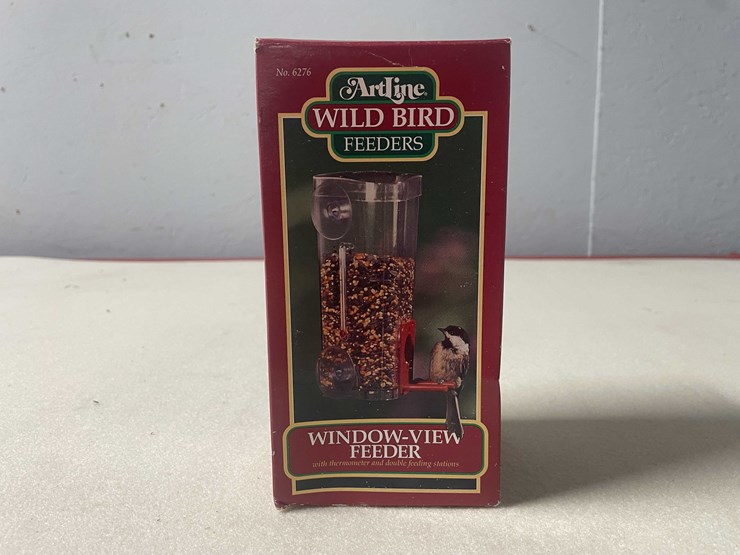 No. 6276
ArtLine
WILD BIRD
FEEDERS
WINDOW-VIEW
FEEDER
with thermometer and double feeding stations